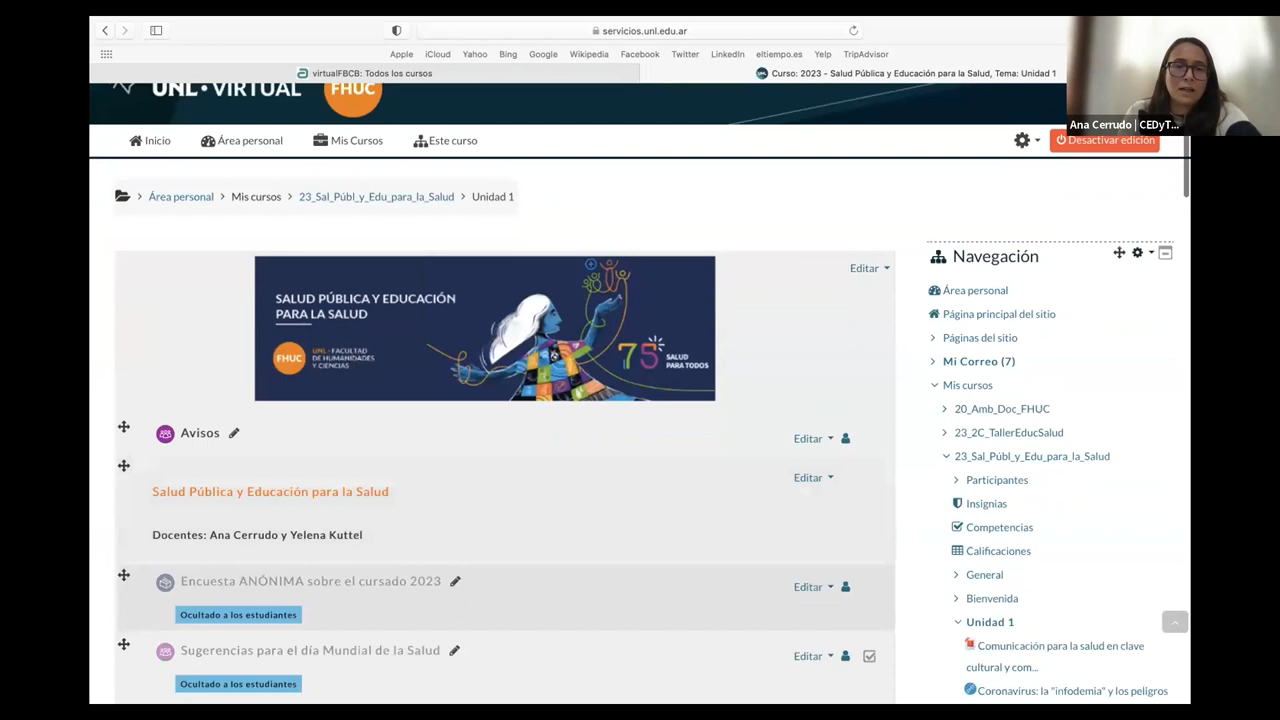 servicios.unl.edu.ar
Apple iCloud Yahoo Bing Google Wikipedia Facebook Twitter LinkedIn eltiempo.es Yelp TripAdvisor
virtualFBCB: Todos los cursos
Curso: 2023 - Salud Pública y Educación para la Salud, Tema: Unidad 1
Ana Cerrudo | CEDyT...
UNL • VIRTUAL FHUC
Inicio Área personal Mis Cursos Este curso
Desactivar edición
Área personal > Mis cursos > 23_Sal_Públ_y_Edu_para_la_Salud > Unidad 1
Editar
SALUD PÚBLICA Y EDUCACIÓN
PARA LA SALUD
FHUC
UNL • FACULTAD
DE HUMANIDADES
Y CIENCIAS
75
SALUD
PARA TODOS
Avisos
Editar
Salud Pública y Educación para la Salud
Editar
Docentes: Ana Cerrudo y Yelena Kuttel
Encuesta ANÓNIMA sobre el cursado 2023
Editar
Ocultado a los estudiantes
Sugerencias para el día Mundial de la Salud
Editar
Ocultado a los estudiantes
Navegación
Área personal
Página principal del sitio
Páginas del sitio
Mi Correo (7)
Mis cursos
20_Amb_Doc_FHUC
23_2C_TallerEducSalud
23_Sal_Públ_y_Edu_para_la_Salud
Participantes
Insignias
Competencias
Calificaciones
General
Bienvenida
Unidad 1
Comunicación para la salud en clave
cultural y com...
Coronavirus: la "infodemia" y los peligros